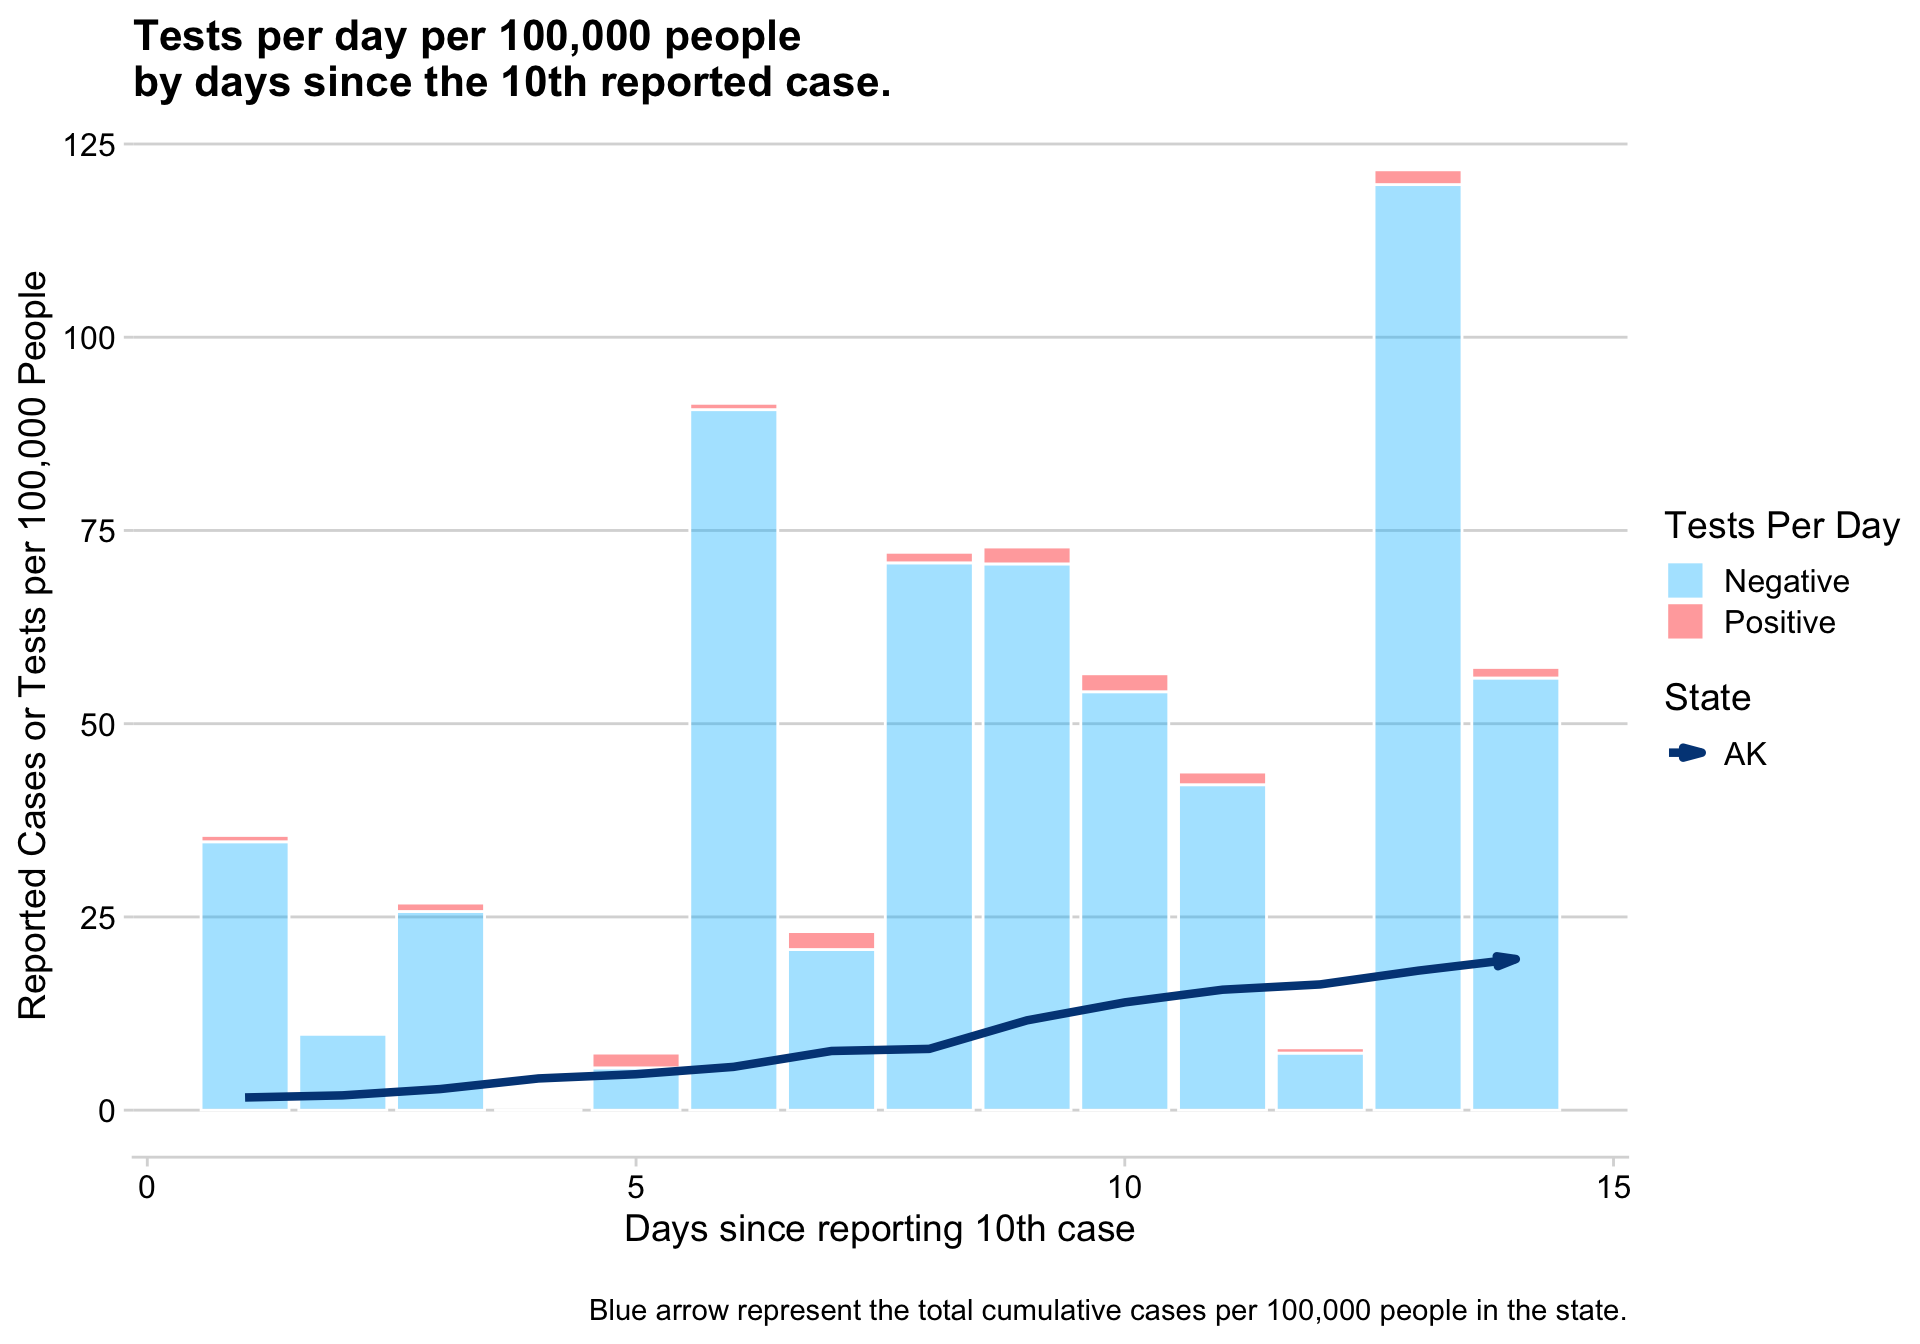 Tests per day per 100,000 people
by days since the 10th reported case.
Reported Cases or Tests per 100,000 People
125
100
75
50
25
0
0
5
10
15
Days since reporting 10th case
Tests Per Day
Negative
Positive
State
AK
Blue arrow represent the total cumulative cases per 100,000 people in the state.